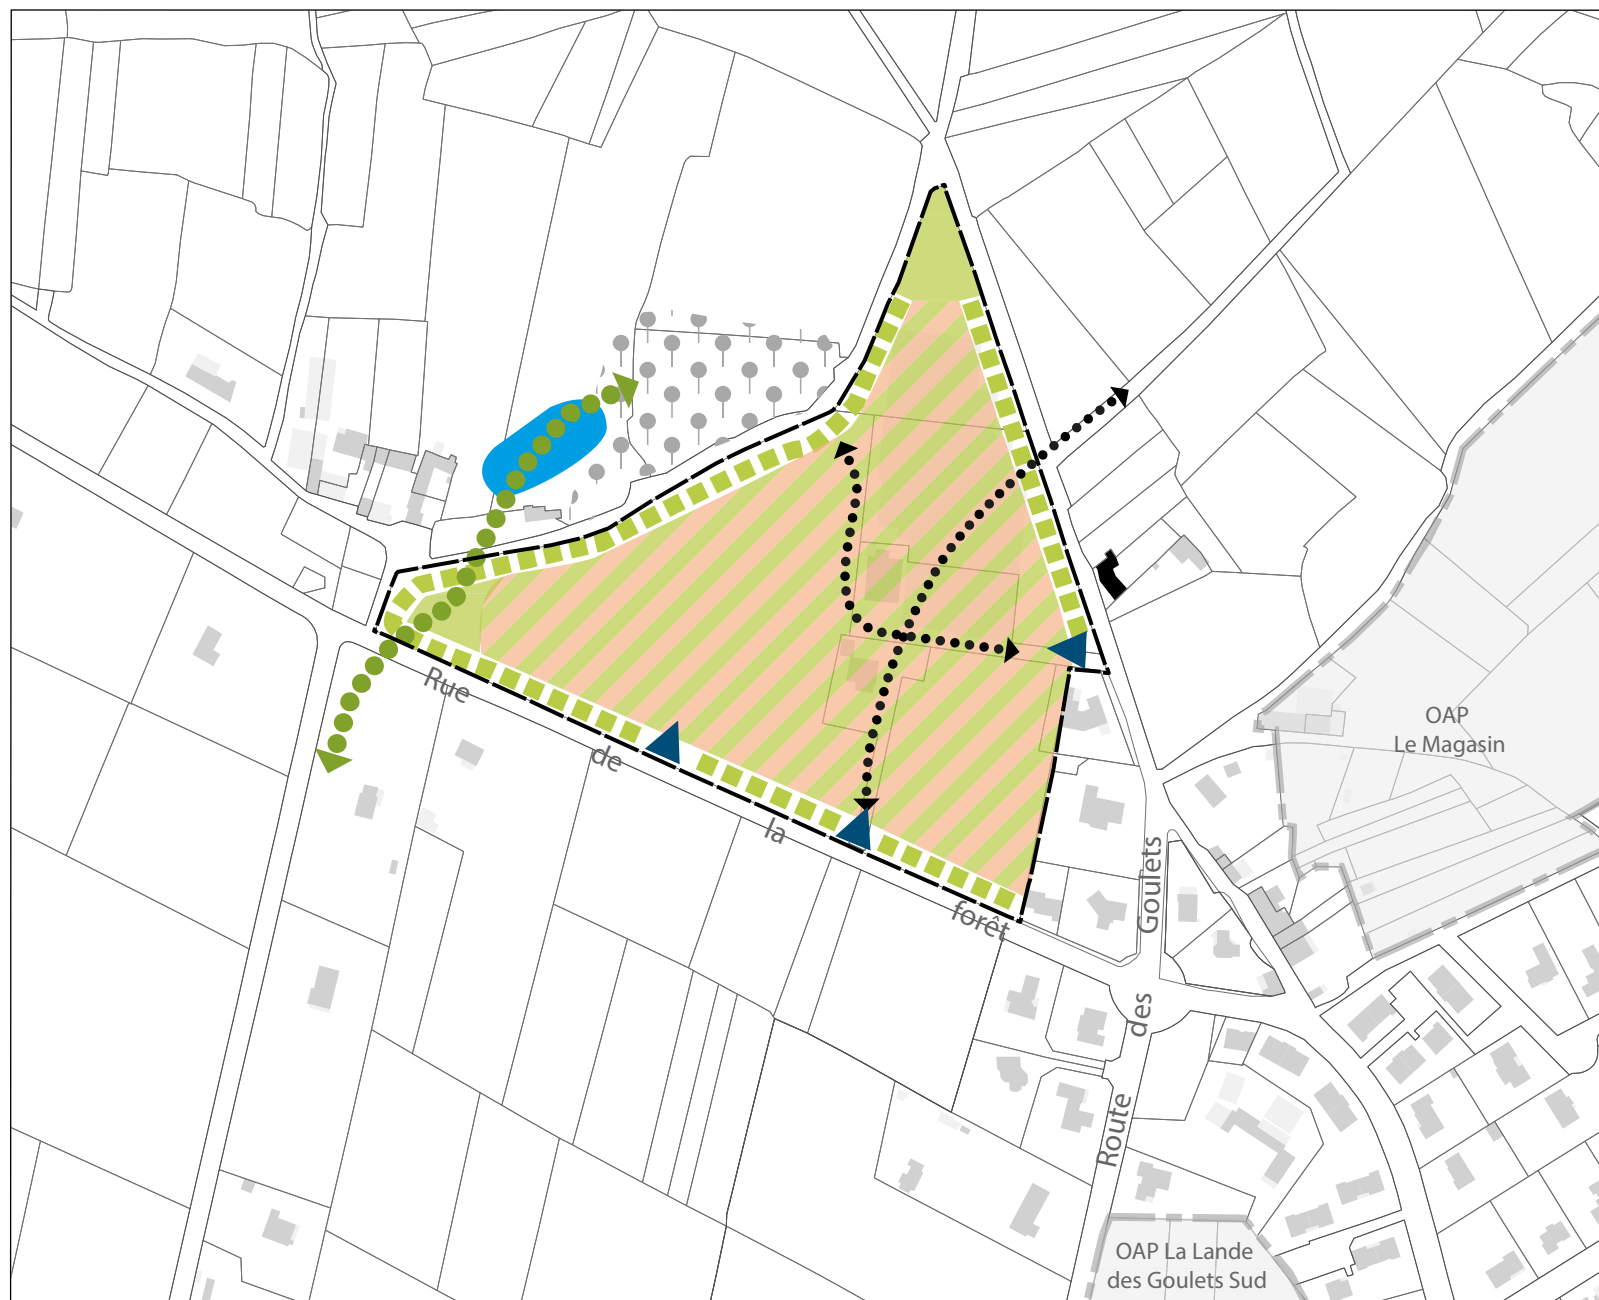 Rue
de
la
forêt
Route
des
Goulets
OAP
Le Magasin
OAP La Lande
des Goulets Sud